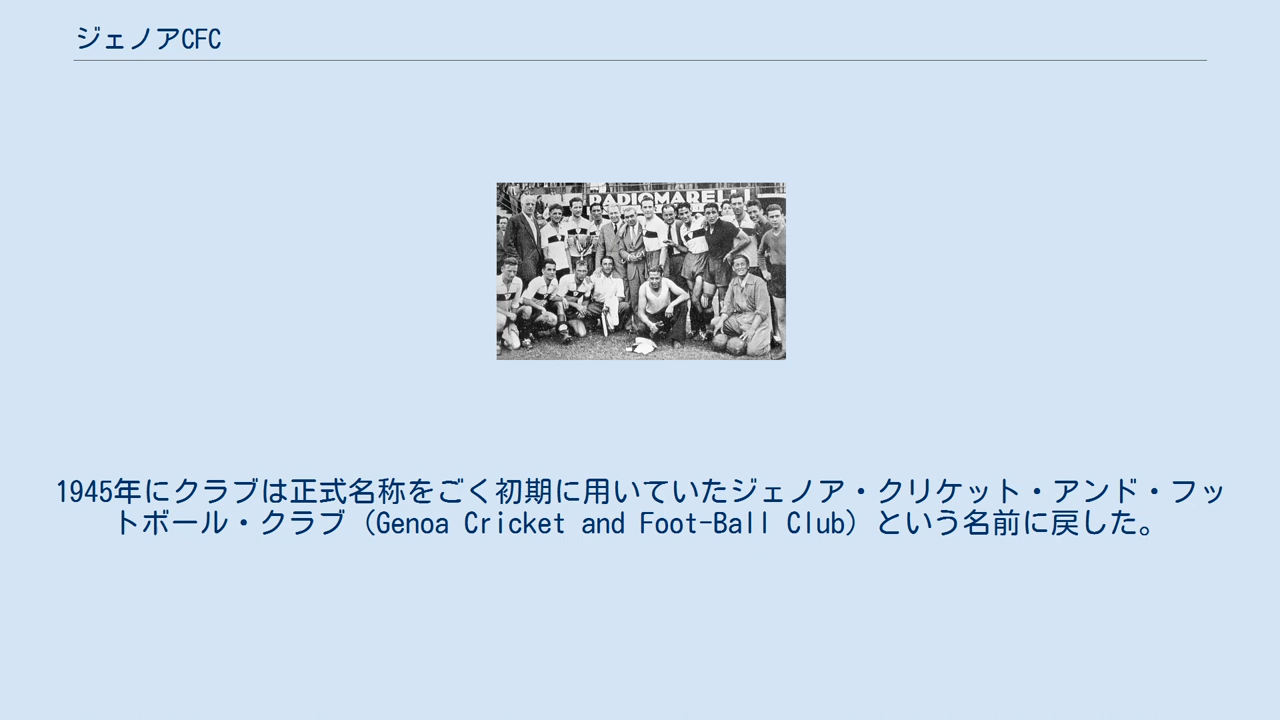 ジェノアCFC
RADIOMARELLI
1945年にクラブは正式名称をごく初期に用いていたジェノア・クリケット・アンド・フッ
トボール・クラブ（Genoa Cricket and Foot-Ball Club）という名前に戻した。